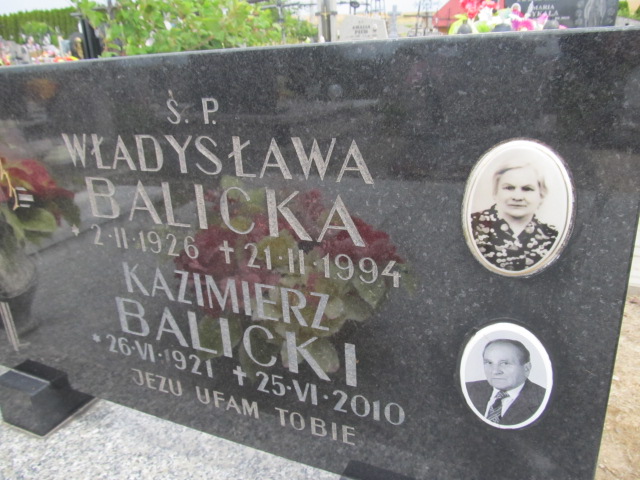 Ś. P.
WŁADYSŁAWA
BALICKA
* 2·II·1926 + 21·II·1994
KAZIMIERZ
BALICKI
* 26·VI·1921 + 25·VI·2010
JEZU UFAM TOBIE